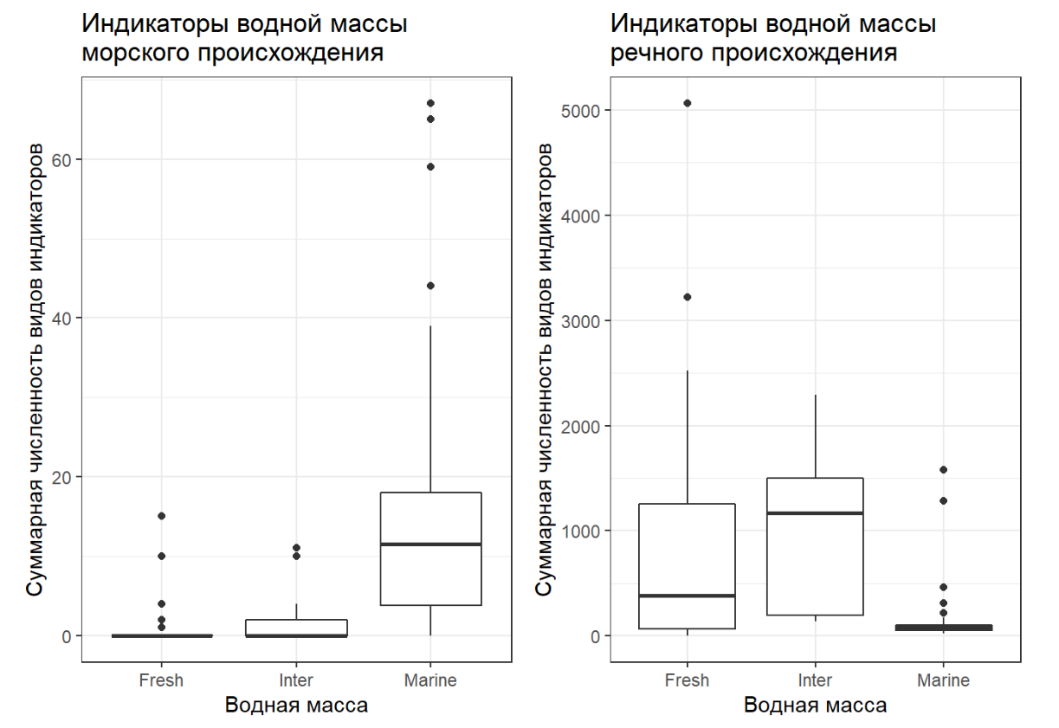 Индикаторы водной массы
морского происхождения
Суммарная численность видов индикаторов
60
40
20
0
Fresh Inter Marine
Водная масса
Индикаторы водной массы
речного происхождения
Суммарная численность видов индикаторов
5000
4000
3000
2000
1000
0
Fresh Inter Marine
Водная масса